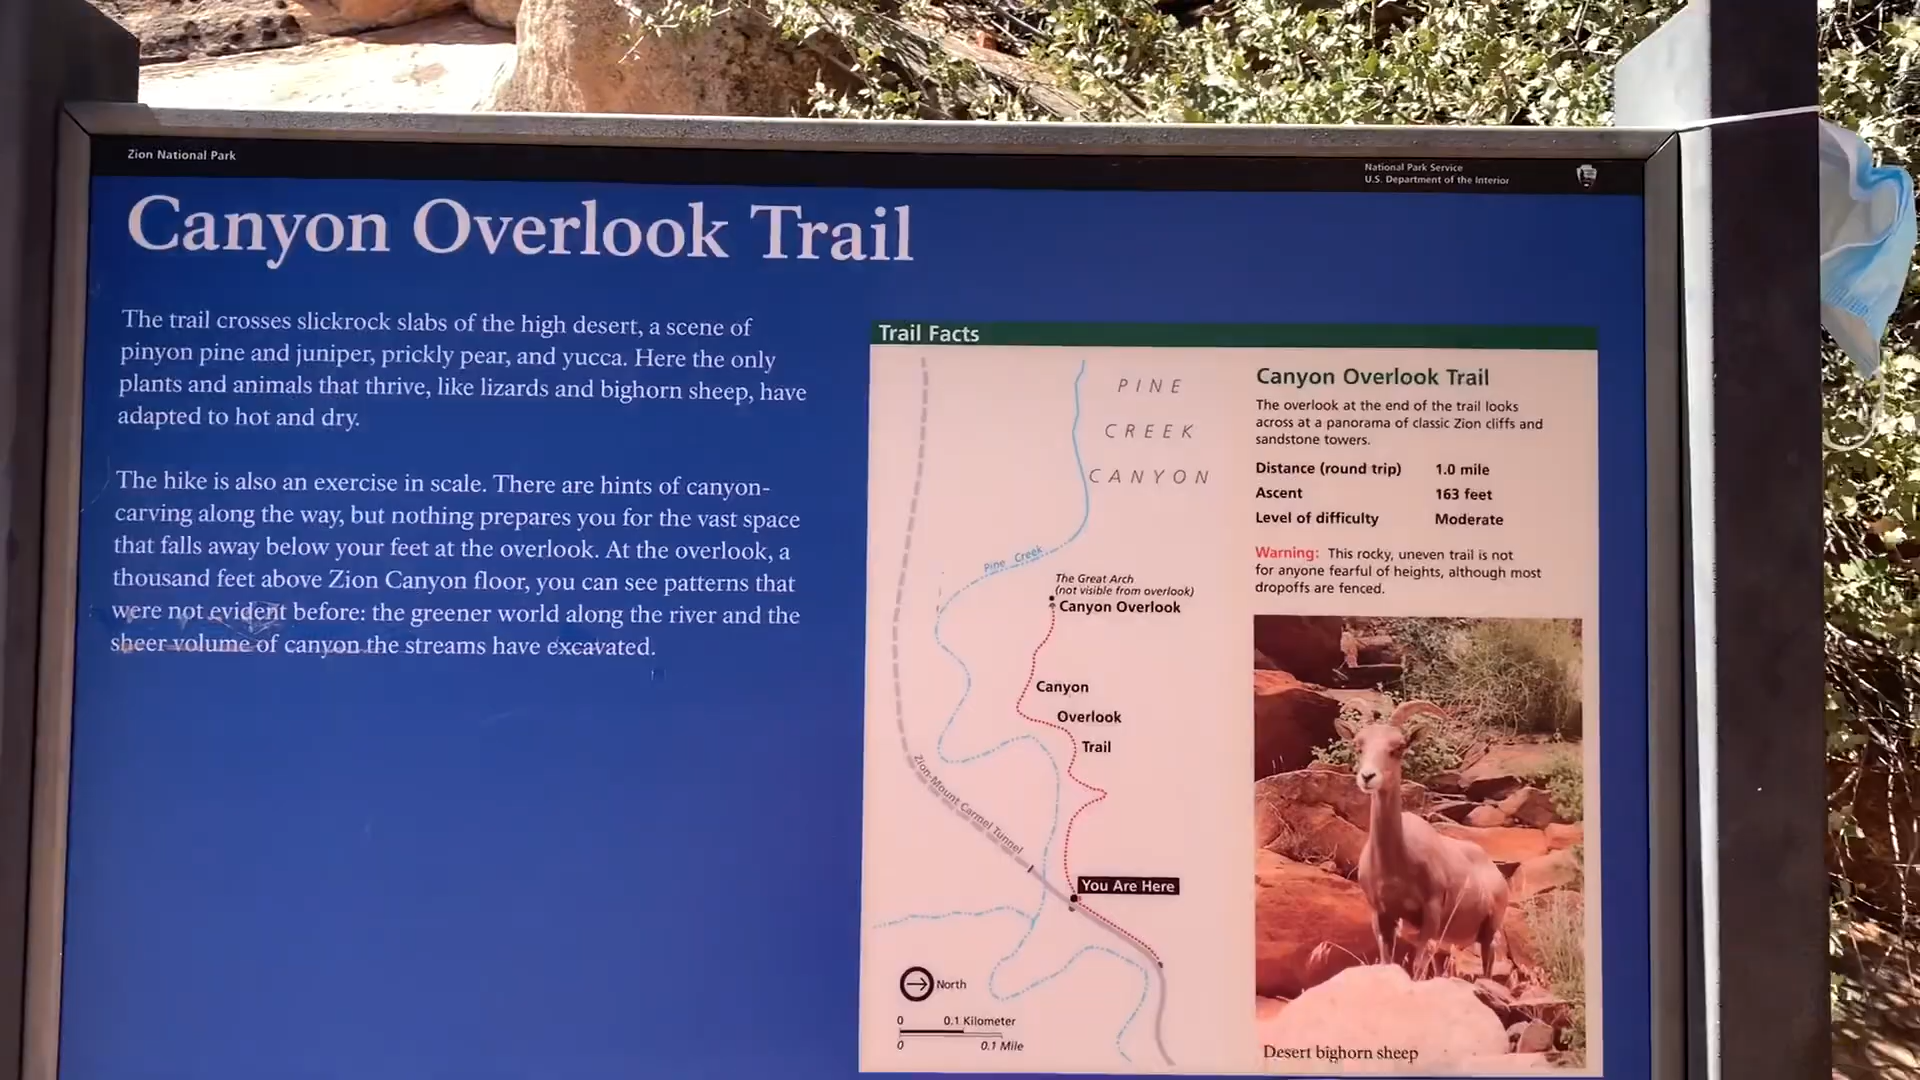 Zion National Park
National Park Service
U.S. Department of the Interior
Canyon Overlook Trail
The trail crosses slickrock slabs of the high desert, a scene of
pinyon pine and juniper, prickly pear, and yucca. Here the only
plants and animals that thrive, like lizards and bighorn sheep, have
adapted to hot and dry.
The hike is also an exercise in scale. There are hints of canyon-
carving along the way, but nothing prepares you for the vast space
that falls away below your feet at the overlook. At the overlook, a
thousand feet above Zion Canyon floor, you can see patterns that
were not evident before: the greener world along the river and the
sheer volume of canyon the streams have excavated.
Trail Facts
PINE
CREEK
CANYON
Pine Creek
The Great Arch
(not visible from overlook)
Canyon Overlook
Canyon
Overlook
Trail
Zion-Mount Carmel Tunnel
You Are Here
North
0 0.1 Kilometer
0 0.1 Mile
Canyon Overlook Trail
The overlook at the end of the trail looks
across at a panorama of classic Zion cliffs and
sandstone towers.
Distance (round trip) 1.0 mile
Ascent 163 feet
Level of difficulty Moderate
Warning: This rocky, uneven trail is not
for anyone fearful of heights, although most
dropoffs are fenced.
Desert bighorn sheep